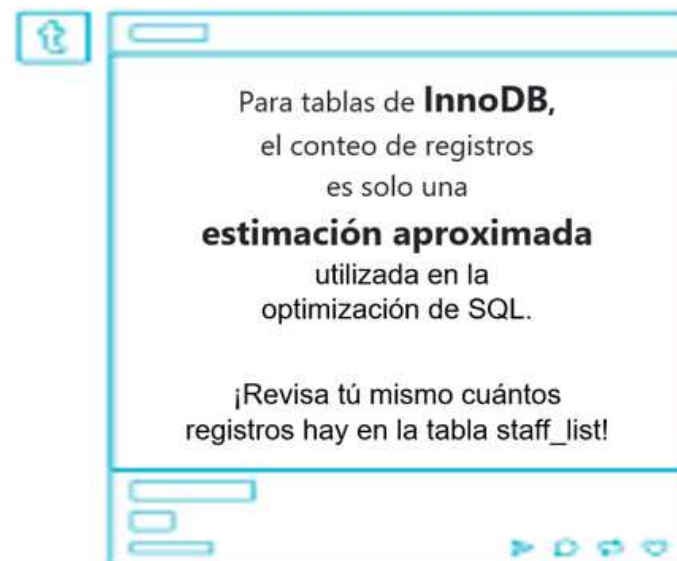 t
Para tablas de InnoDB,
el conteo de registros
es solo una
estimación aproximada
utilizada en la
optimización de SQL.
¡Revisa tú mismo cuántos
registros hay en la tabla staff_list!